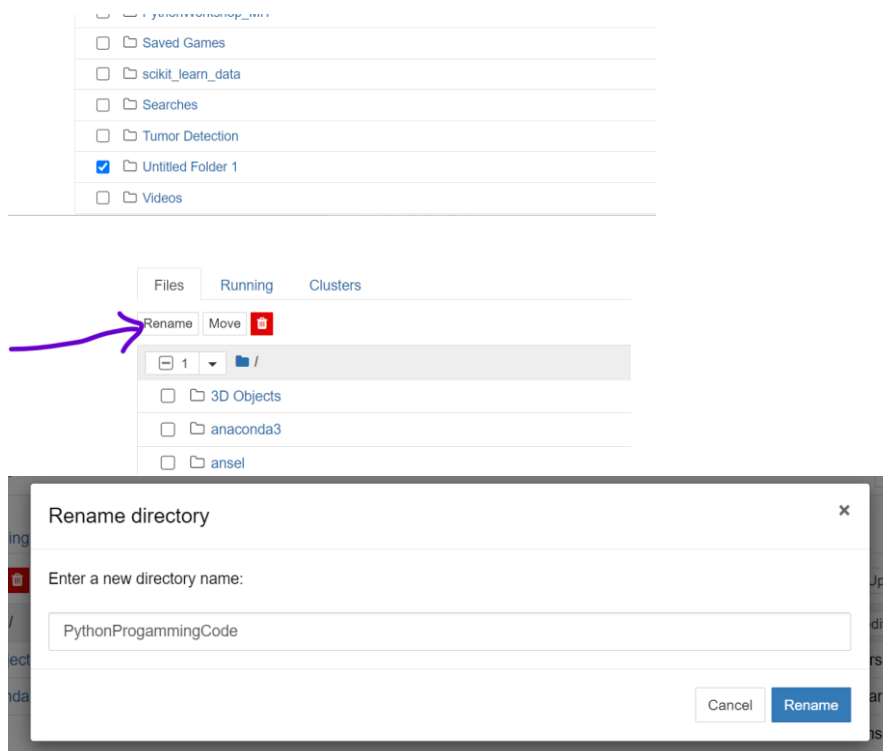 Saved Games
scikit_learn_data
Searches
Tumor Detection
Untitled Folder 1
Videos
Files Running Clusters
Rename Move
1 /
3D Objects
anaconda3
ansel
Rename directory ×
ing
Enter a new directory name:
/
PythonProgammingCode
Cancel Rename